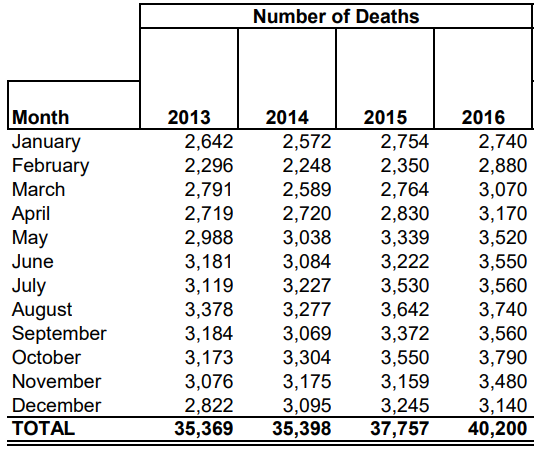 Number of Deaths
Month 2013 2014 2015 2016
January 2,642 2,572 2,754 2,740
February 2,296 2,248 2,350 2,880
March 2,791 2,589 2,764 3,070
April 2,719 2,720 2,830 3,170
May 2,988 3,038 3,339 3,520
June 3,181 3,084 3,222 3,550
July 3,119 3,227 3,530 3,560
August 3,378 3,277 3,642 3,740
September 3,184 3,069 3,372 3,560
October 3,173 3,304 3,550 3,790
November 3,076 3,175 3,159 3,480
December 2,822 3,095 3,245 3,140
TOTAL 35,369 35,398 37,757 40,200